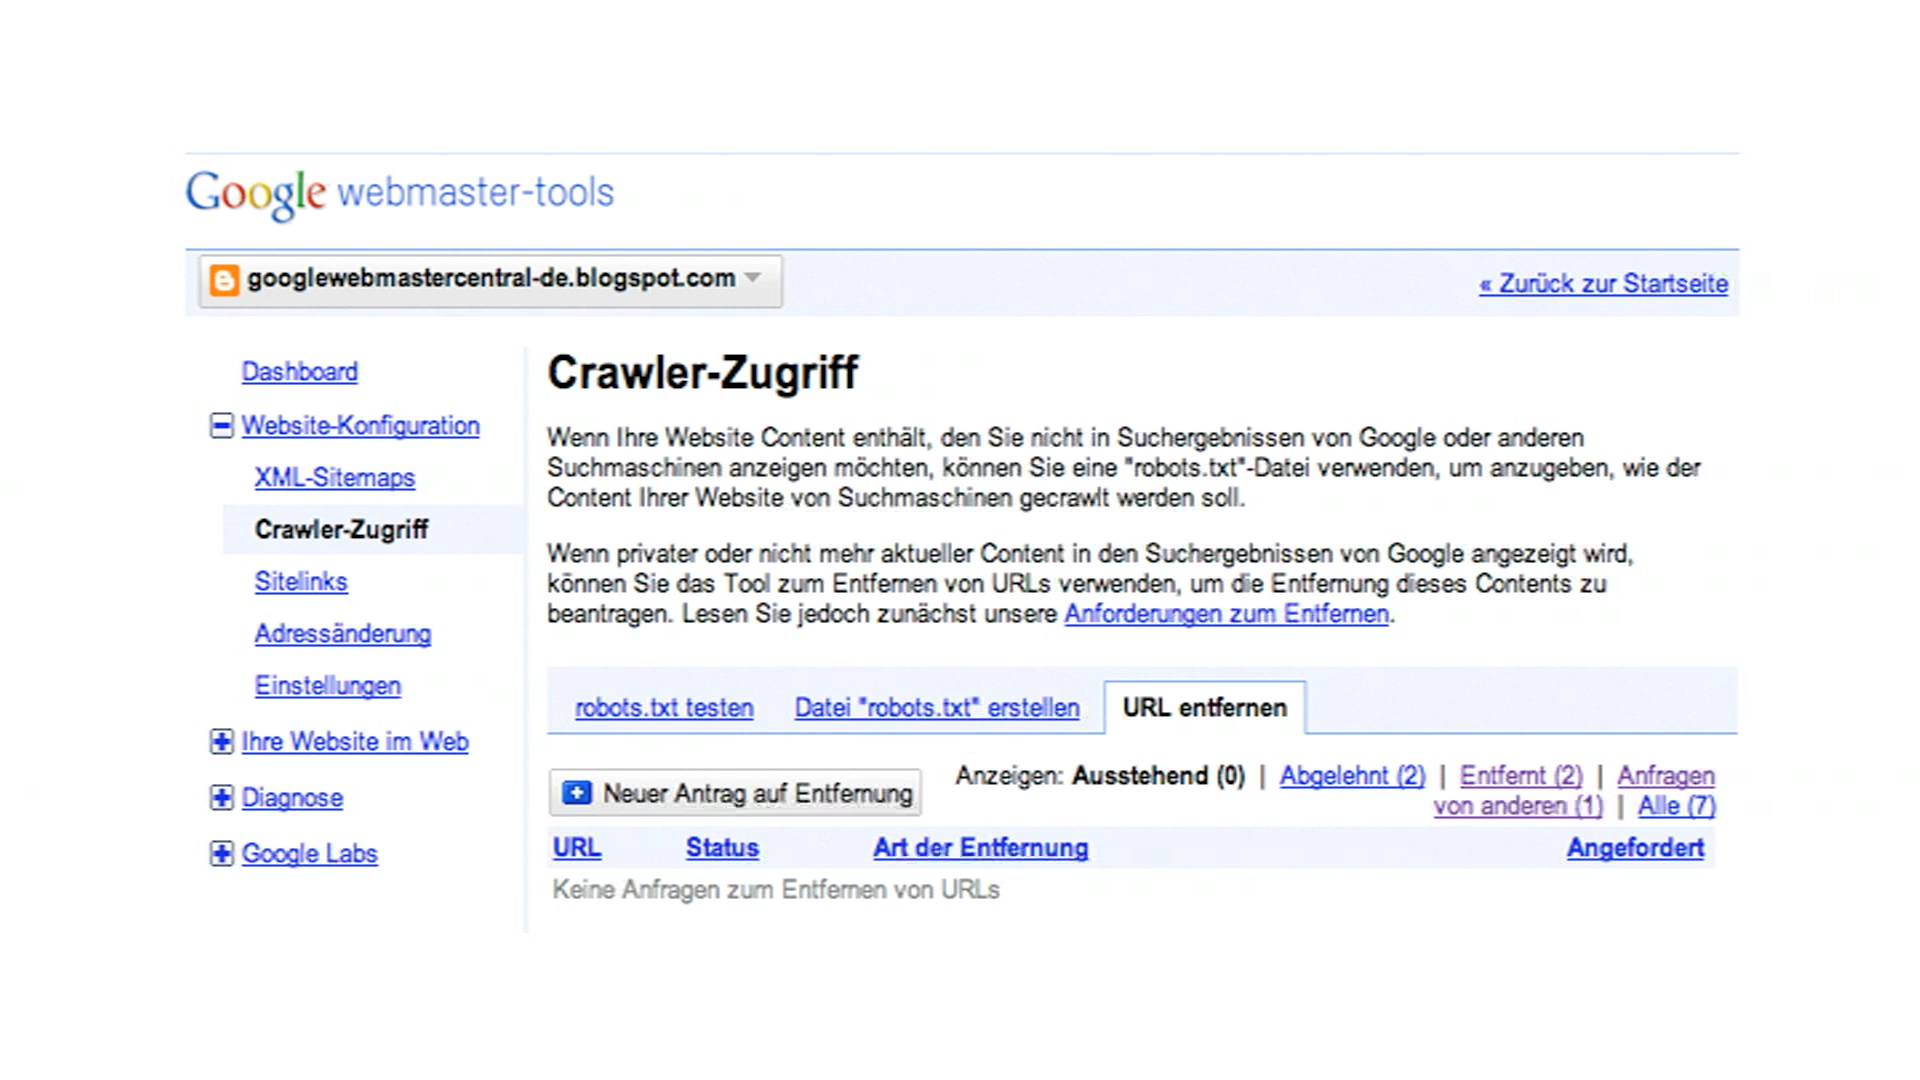 Google webmaster-tools
googlewebmastercentral-de.blogspot.com
« Zurück zur Startseite
Dashboard
Website-Konfiguration
XML-Sitemaps
Crawler-Zugriff
Sitelinks
Adressänderung
Einstellungen
Ihre Website im Web
Diagnose
Google Labs
Crawler-Zugriff
Wenn Ihre Website Content enthält, den Sie nicht in Suchergebnissen von Google oder anderen
Suchmaschinen anzeigen möchten, können Sie eine "robots.txt"-Datei verwenden, um anzugeben, wie der
Content Ihrer Website von Suchmaschinen gecrawlt werden soll.
Wenn privater oder nicht mehr aktueller Content in den Suchergebnissen von Google angezeigt wird,
können Sie das Tool zum Entfernen von URLs verwenden, um die Entfernung dieses Contents zu
beantragen. Lesen Sie jedoch zunächst unsere Anforderungen zum Entfernen.
robots.txt testen Datei "robots.txt" erstellen URL entfernen
Neuer Antrag auf Entfernung
Anzeigen: Ausstehend (0) | Abgelehnt (2) | Entfernt (2) | Anfragen
von anderen (1) | Alle (7)
URL Status Art der Entfernung Angefordert
Keine Anfragen zum Entfernen von URLs